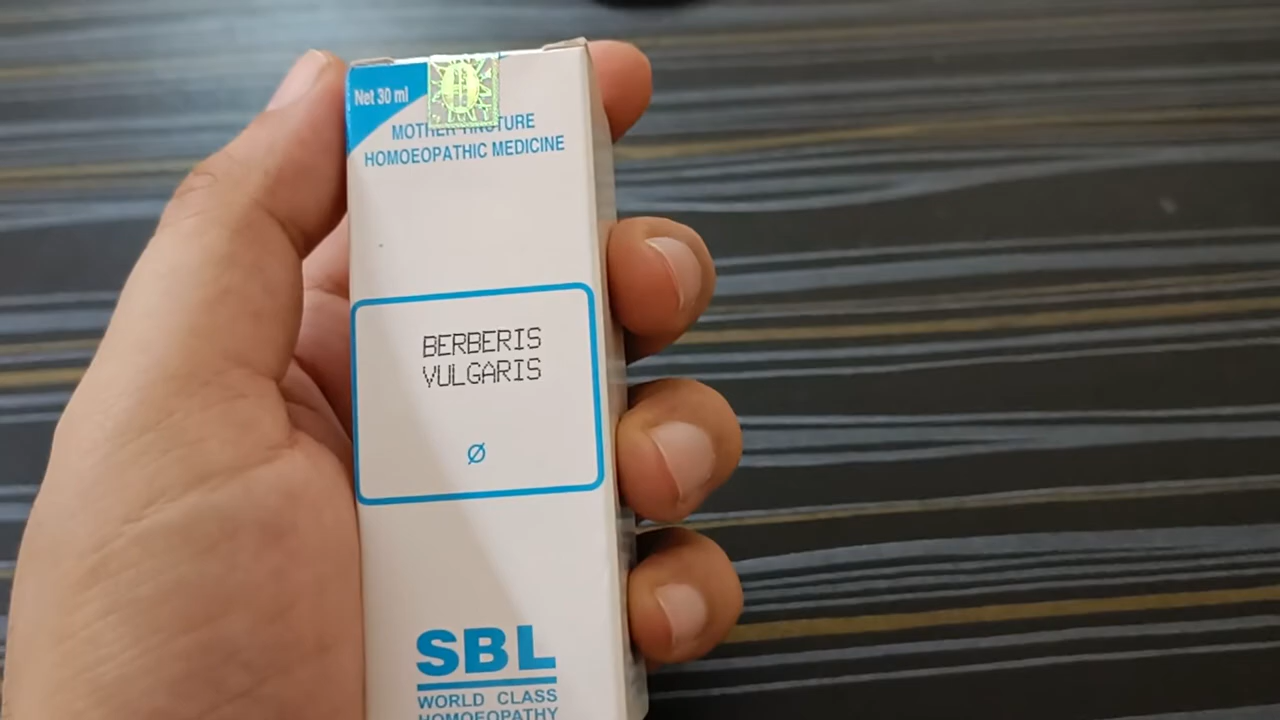 Net 30 ml
MOTHER TINCTURE
HOMOEOPATHIC MEDICINE
BERBERIS
VULGARIS
Ø
SBL
WORLD CLASS
HOMOEOPATHY